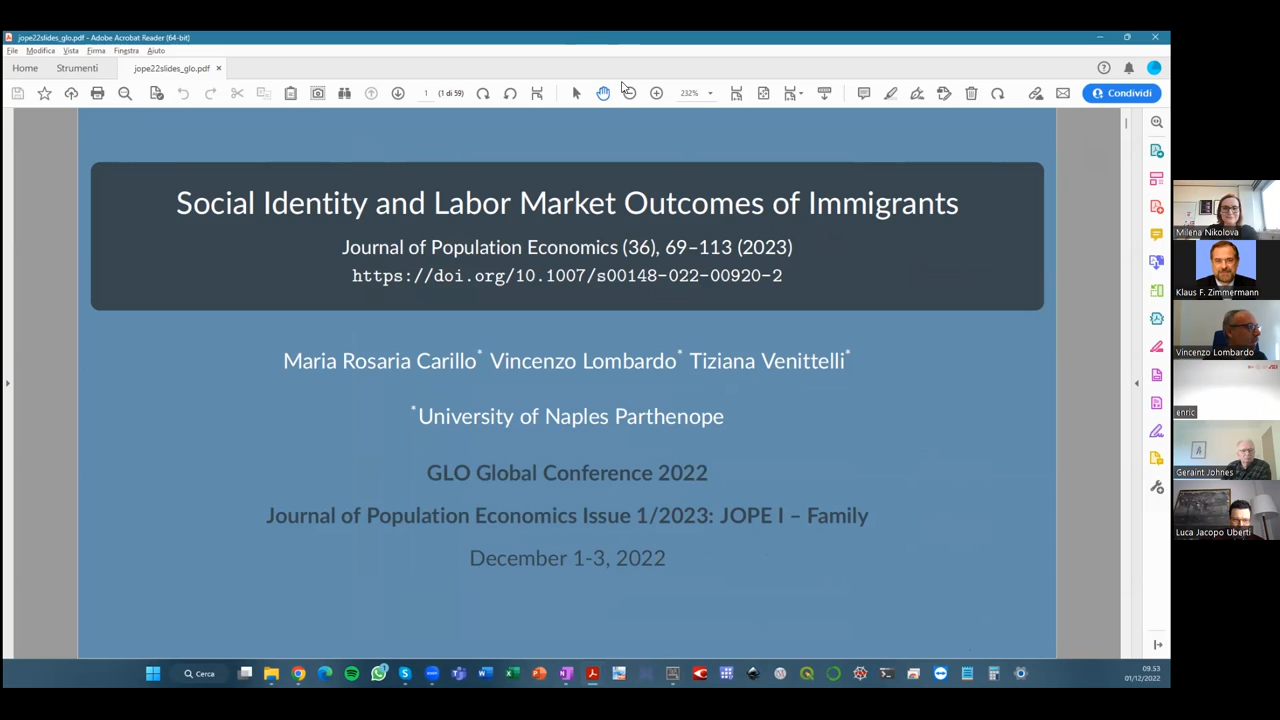 jope22slides_glo.pdf - Adobe Acrobat Reader (64-bit)
File Modifica Vista Firma Finestra Aiuto
Home Strumenti jope22slides_glo.pdf ×
1 (1 di 59) 232% Condividi
Social Identity and Labor Market Outcomes of Immigrants
Journal of Population Economics (36), 69–113 (2023)
https://doi.org/10.1007/s00148-022-00920-2
Maria Rosaria Carillo* Vincenzo Lombardo* Tiziana Venittelli*
*University of Naples Parthenope
GLO Global Conference 2022
Journal of Population Economics Issue 1/2023: JOPE I – Family
December 1-3, 2022
Milena Nikolova
Klaus F. Zimmermann
Vincenzo Lombardo
enric
Geraint Johnes
Luca Jacopo Uberti
Cerca
09.53
01/12/2022